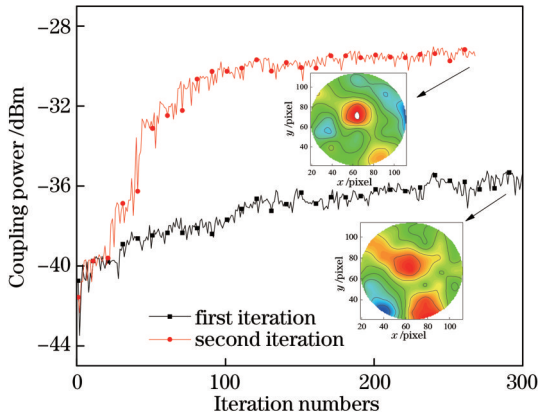 Coupling power /dBm
−28
−32
−36
−40
−44
0
100
200
300
Iteration numbers
first iteration
second iteration
y /pixel
100
80
60
40
20 40 60 80 100
x /pixel
y /pixel
100
80
60
40
20 40 60 80 100
x /pixel